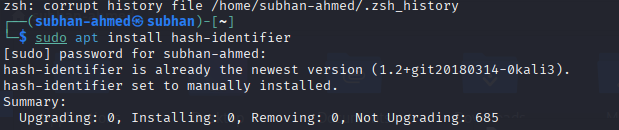 zsh: corrupt history file /home/subhan-ahmed/.zsh_history
┌──(subhan-ahmed㉿subhan)-[~]
└─$ sudo apt install hash-identifier
[sudo] password for subhan-ahmed:
hash-identifier is already the newest version (1.2+git20180314-0kali3).
hash-identifier set to manually installed.
Summary:
  Upgrading: 0, Installing: 0, Removing: 0, Not Upgrading: 685